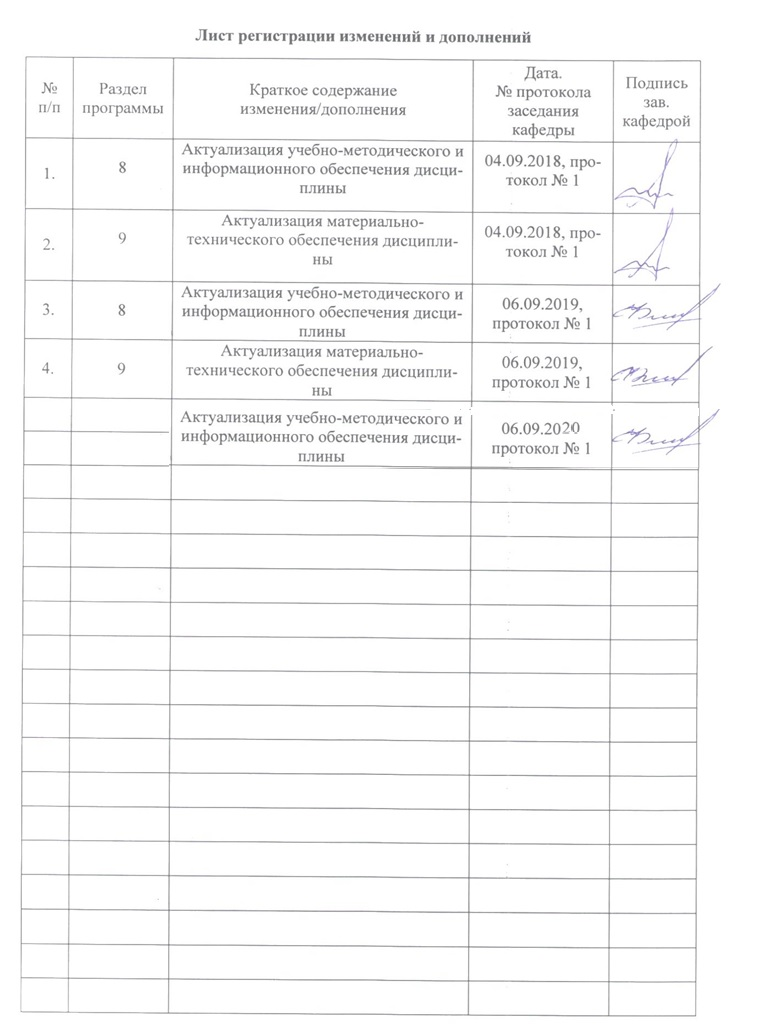 Лист регистрации изменений и дополнений
№
п/п
Раздел
программы
Краткое содержание
изменения/дополнения
Дата.
№ протокола
заседания
кафедры
Подпись
зав.
кафедрой
1.
8
Актуализация учебно-методического и
информационного обеспечения дисци-
плины
04.09.2018, про-
токол № 1
2.
9
Актуализация материально-
технического обеспечения дисципли-
ны
04.09.2018, про-
токол № 1
3.
8
Актуализация учебно-методического и
информационного обеспечения дисци-
плины
06.09.2019,
протокол № 1
4.
9
Актуализация материально-
технического обеспечения дисципли-
ны
06.09.2019,
протокол № 1
Актуализация учебно-методического и
информационного обеспечения дисци-
плины
06.09.2020
протокол № 1